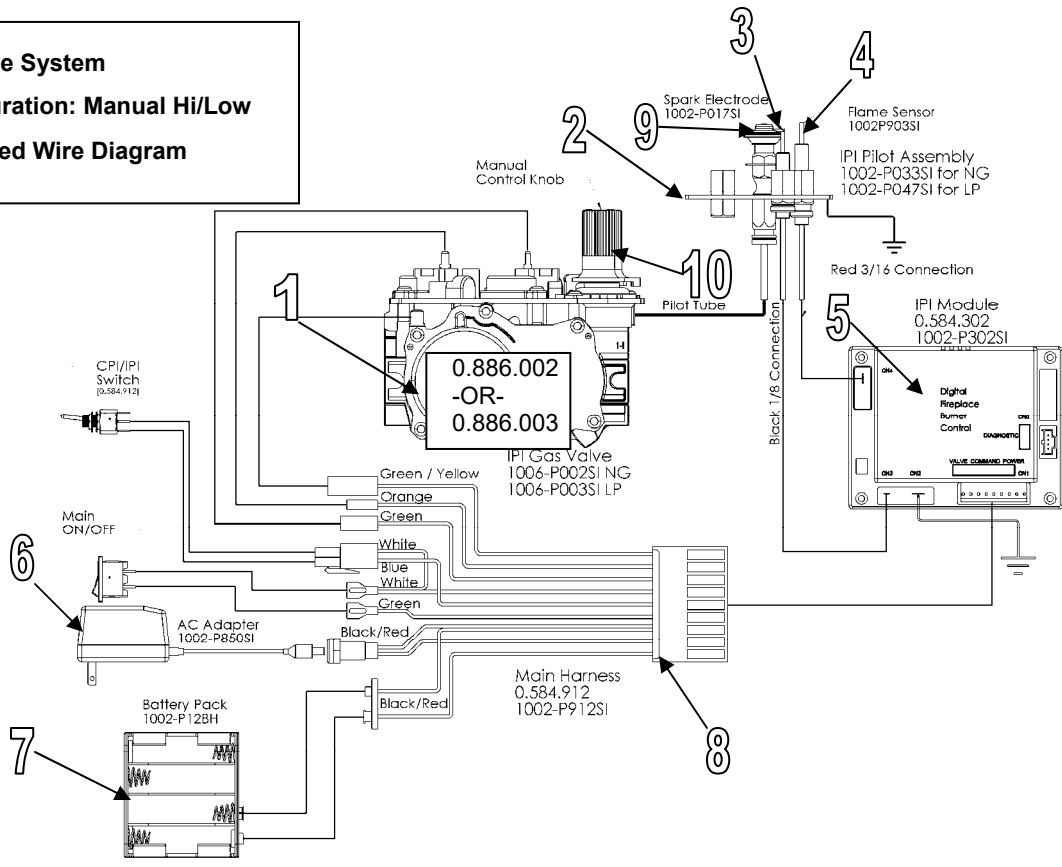 e System
uration: Manual Hi/Low
ed Wire Diagram
3
4
Spark Electrode
1002-P017SI
9
2
Flame Sensor
1002P903SI
IPI Pilot Assembly
1002-P033SI for NG
1002-P047SI for LP
Manual
Control Knob
10
Red 3/16 Connection
Pilot Tube
1
Black 1/8 Connection
5
IPI Module
0.584.302
1002-P302SI
CN4
Digital
Fireplace
Burner
Control
DIAGNOSTIC
VALVE COMMAND POWER
CN3
CN2
CN1
0.886.002
-OR-
0.886.003
IPI Gas Valve
1006-P002SI NG
1006-P003SI LP
CPI/IPI
Switch
[0.584.912]
Green / Yellow
Orange
Green
White
Blue
White
Green
Black/Red
Main
ON/OFF
6
AC Adapter
1002-P850SI
Main Harness
0.584.912
1002-P912SI
8
Black/Red
Battery Pack
1002-P12BH
7